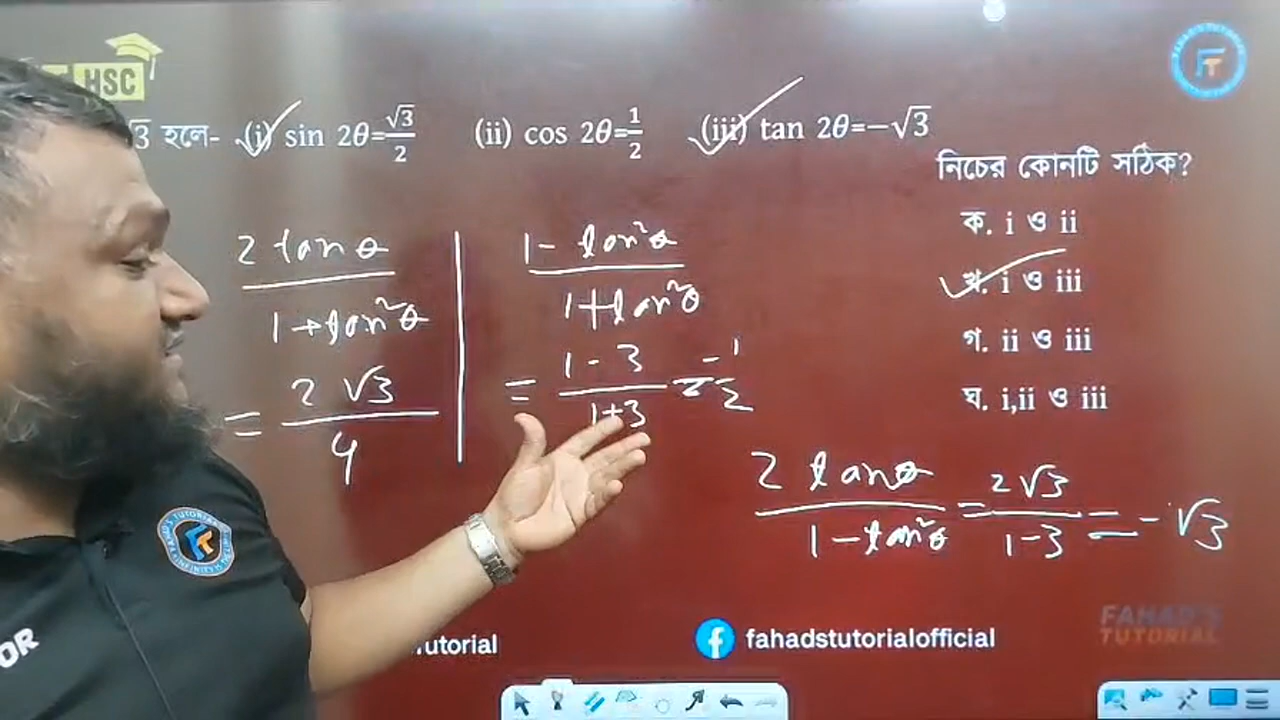 HSC
√3 হলে- (i) sin 2θ=√3/2 (ii) cos 2θ=1/2 (iii) tan 2θ=−√3
নিচের কোনটি সঠিক?
ক. i ও ii
খ. i ও iii
গ. ii ও iii
ঘ. i,ii ও iii
2 tanθ / 1+tan²θ
= 2√3 / 4
1 - tan²θ / 1+tan²θ
= 1-3 / 1+3 = -1/2
2 tanθ / 1-tan²θ = 2√3 / 1-3 = -√3
FAHAD'S
TUTORIAL
Tutorial
fahadstutorialofficial